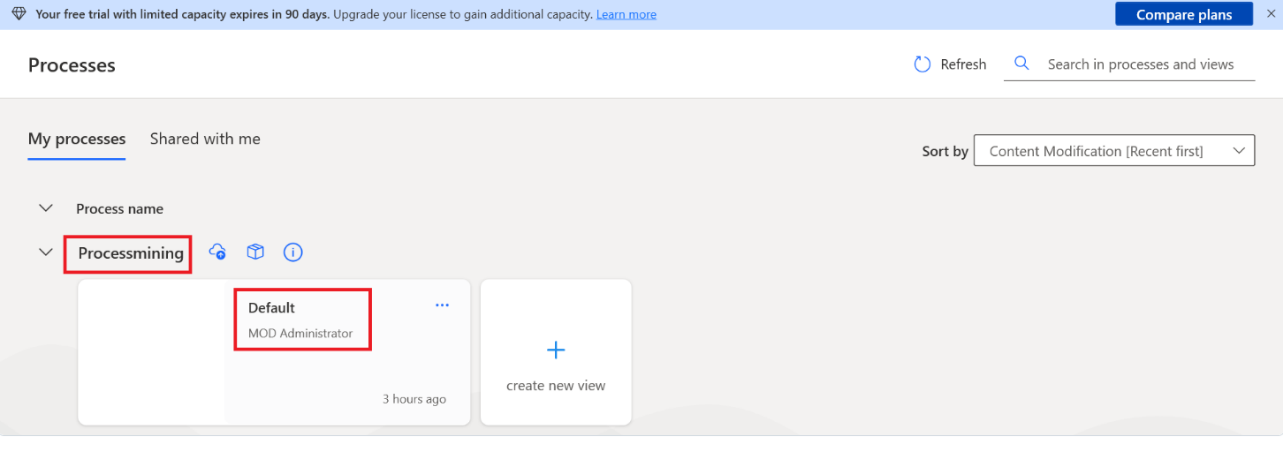 Your free trial with limited capacity expires in 90 days. Upgrade your license to gain additional capacity. Learn more
Compare plans
Processes
Refresh
Search in processes and views
My processes
Shared with me
Sort by
Content Modification [Recent first]
Process name
Processmining
Default
MOD Administrator
3 hours ago
create new view